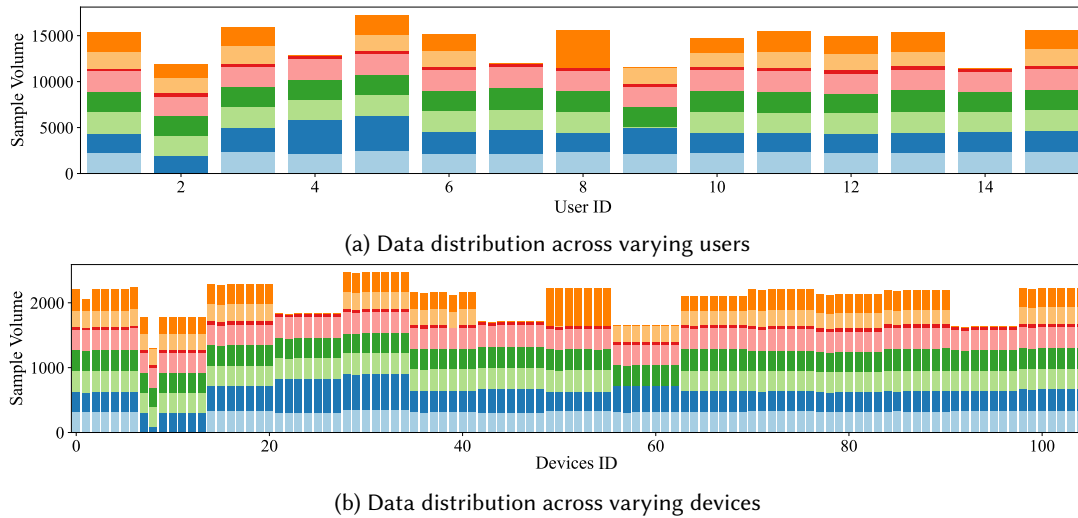 15000
10000
5000
0
Sample Volume
2 4 6 8 10 12 14
User ID
(a) Data distribution across varying users
2000
1000
0
Sample Volume
0 20 40 60 80 100
Devices ID
(b) Data distribution across varying devices